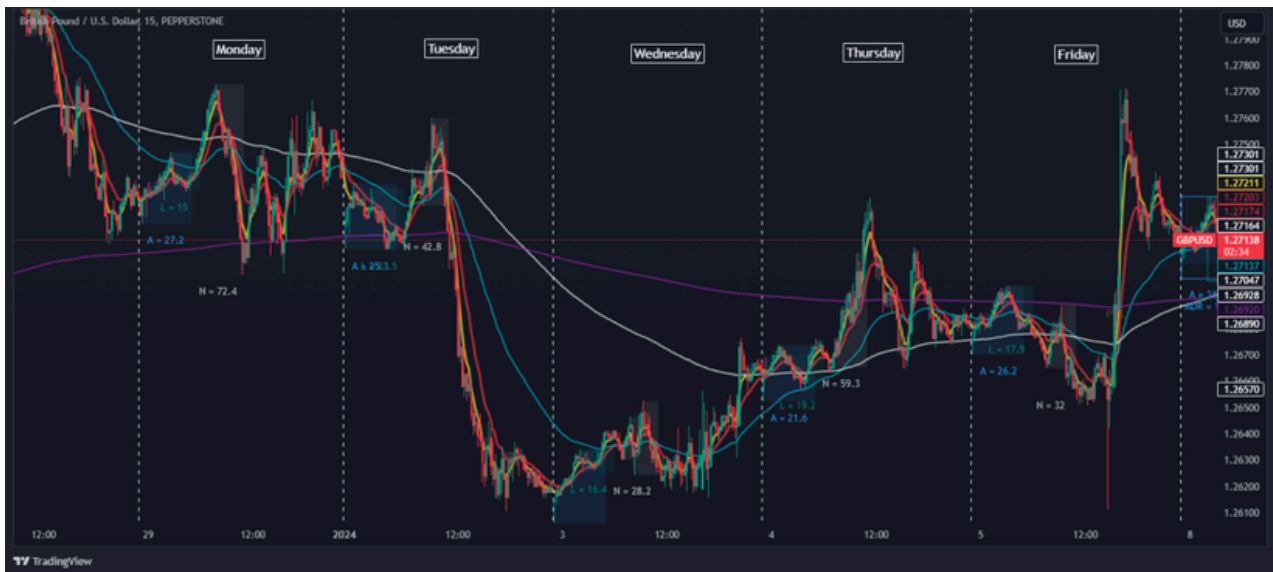 British Pound / U.S. Dollar 15, PEPPERSTONE
USD
Monday
Tuesday
Wednesday
Thursday
Friday
1.27900
1.27800
1.27700
1.27600
1.27500
1.27301
1.27301
1.27211
1.27203
1.27174
1.27164
GBPUSD 1.27138
02:34
1.27137
1.27047
1.26928
1.26920
1.26890
1.26700
1.26600
1.26570
1.26500
1.26400
1.26300
1.26200
1.26100
L = 15
A = 27.2
N = 72.4
N = 42.8
L = 16.4
N = 28.2
N = 59.3
L = 19.2
A = 21.6
L = 17.9
A = 26.2
N = 32
12:00 29 12:00 2024 12:00 3 12:00 4 12:00 5 12:00 8
TradingView